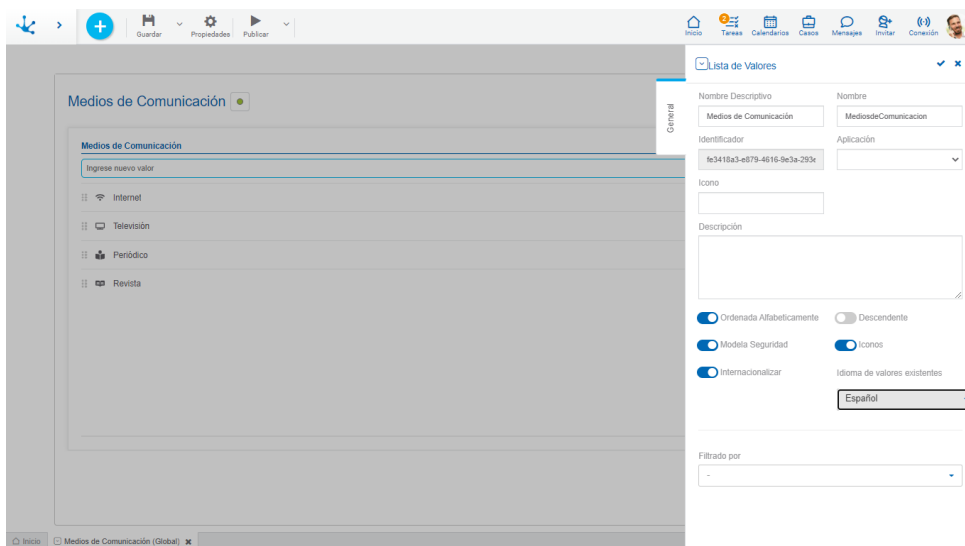 Guardar
Propiedades
Publicar
Inicio
2
Tareas
Calendarios
Casos
Mensajes
Invitar
Conexión
Medios de Comunicación
Medios de Comunicación
Ingrese nuevo valor
Internet
Televisión
Periódico
Revista
General
Lista de Valores
Nombre Descriptivo
Nombre
Medios de Comunicación
MediosdeComunicacion
Identificador
Aplicación
fe3418a3-e879-4616-9e3a-293e
Icono
Descripción
Ordenada Alfabeticamente
Descendente
Modela Seguridad
Iconos
Internacionalizar
Idioma de valores existentes
Español
Filtrado por
-
Inicio
Medios de Comunicación (Global)